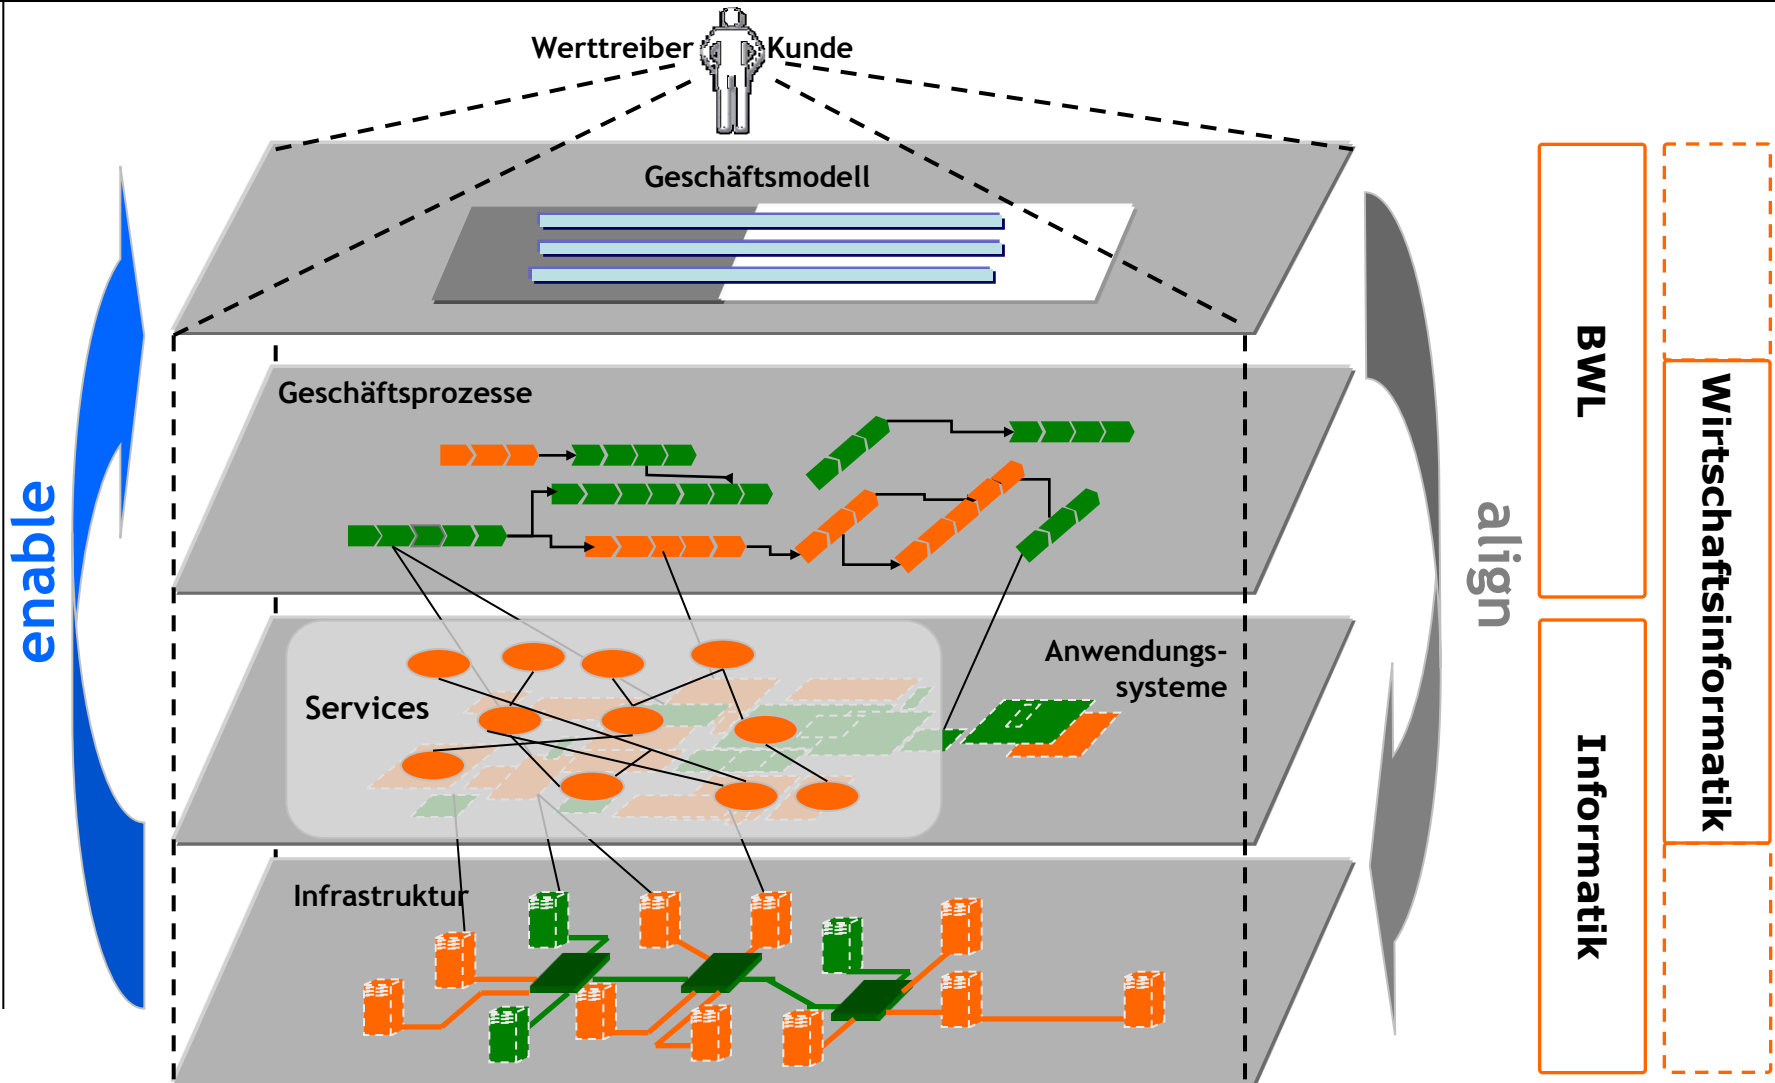 Werttreiber Kunde
Geschäftsmodell
Geschäftsprozesse
Anwendungs-
systeme
Services
Infrastruktur
enable
align
BWL
Informatik
Wirtschaftsinformatik